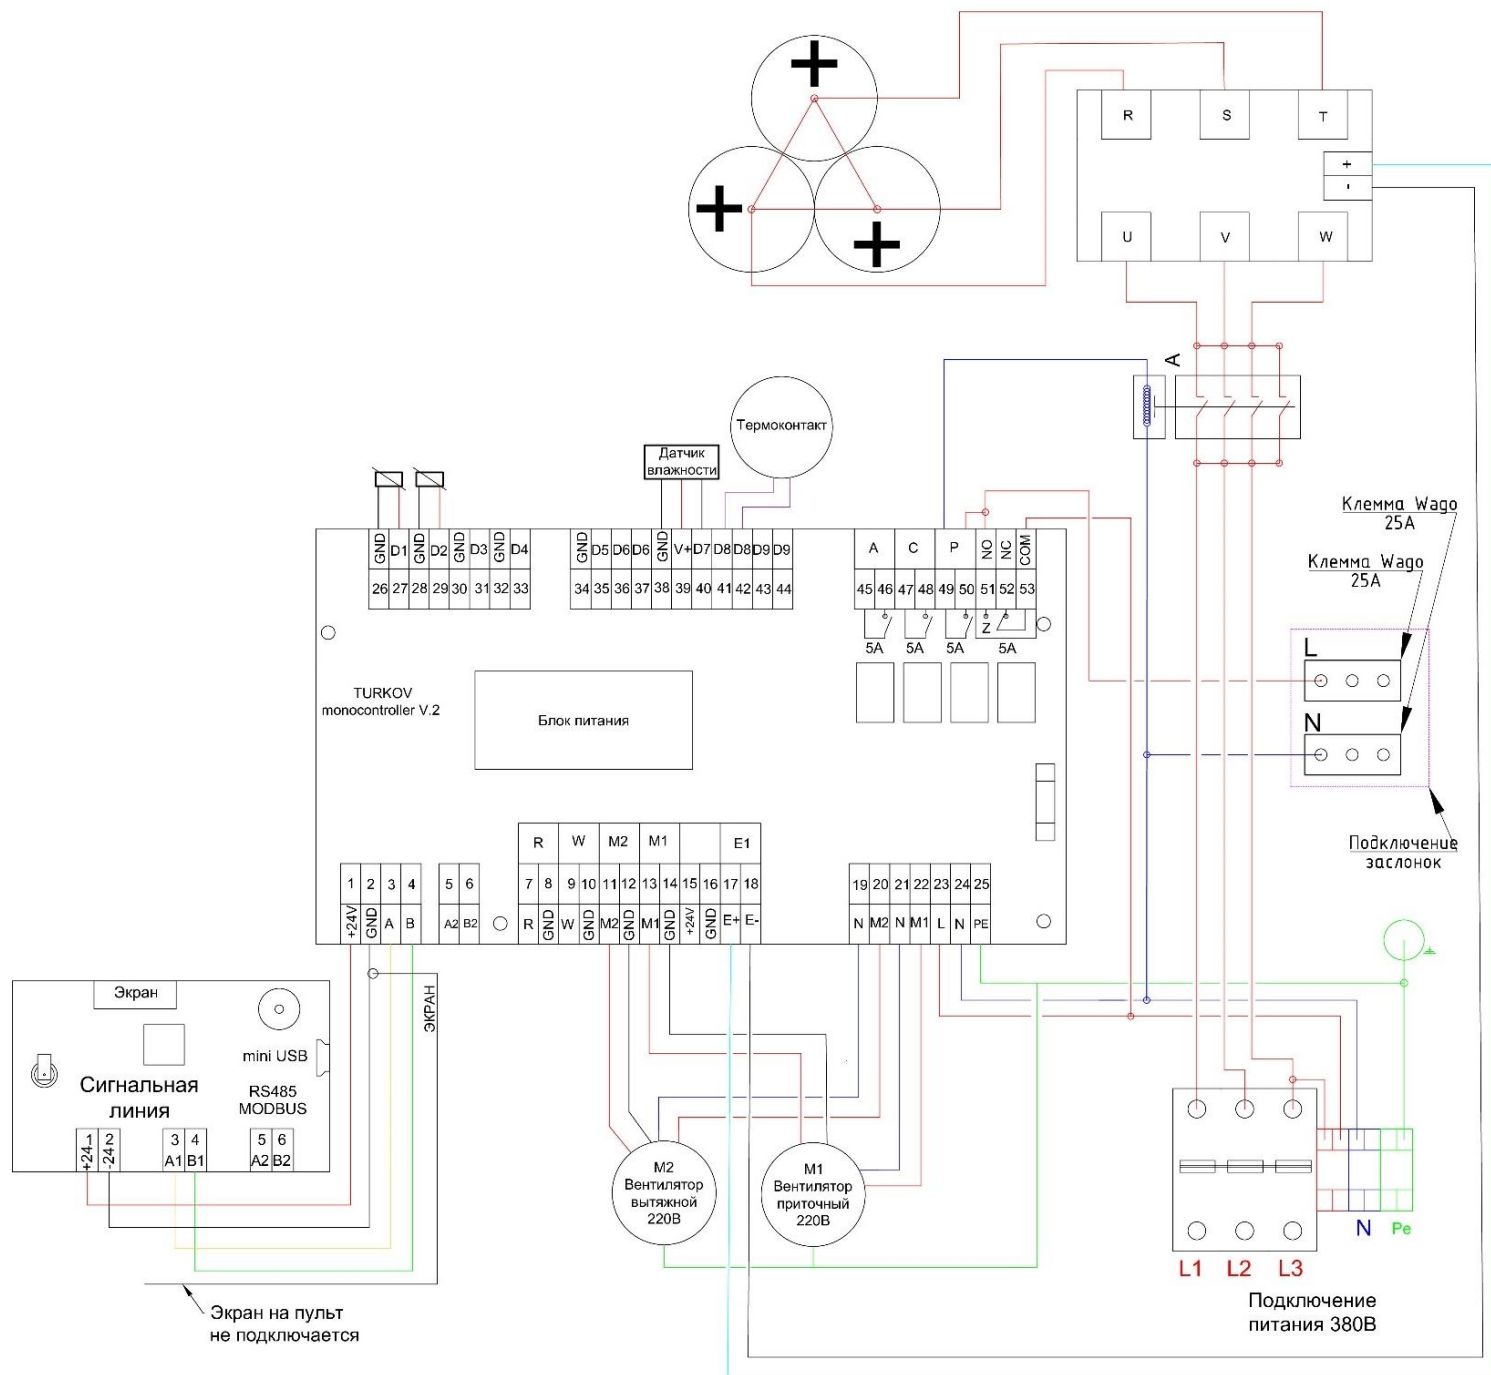 R
S
T
+
-
U
V
W
A
Термоконтакт
Датчик
влажности
Клемма Wago
25А
Клемма Wago
25А
GND D1 GND D2 GND D3 GND D4
26 27 28 29 30 31 32 33
GND D5 D6 D6 GND V+ D7 D8 D8 D9 D9
34 35 36 37 38 39 40 41 42 43 44
A C P NO NC COM
45 46 47 48 49 50 51 52 53
Z
5A 5A 5A 5A
TURKOV
monocontroller V.2
Блок питания
L
N
Подключение
заслонок
R W M2 M1 E1
1 2 3 4
+24V GND A B
5 6
A2 B2
7 8 9 10 11 12 13 14 15 16 17 18
R GND W GND M2 GND M1 GND +24V GND E+ E-
19 20 21 22 23 24 25
N M2 N M1 L N PE
Экран
ЭКРАН
mini USB
Сигнальная
линия
RS485
MODBUS
1 2
+24 -24
3 4
A1 B1
5 6
A2 B2
M2
Вентилятор
вытяжной
220В
M1
Вентилятор
приточный
220В
N
Pe
L1 L2 L3
Подключение
питания 380В
Экран на пульт
не подключается